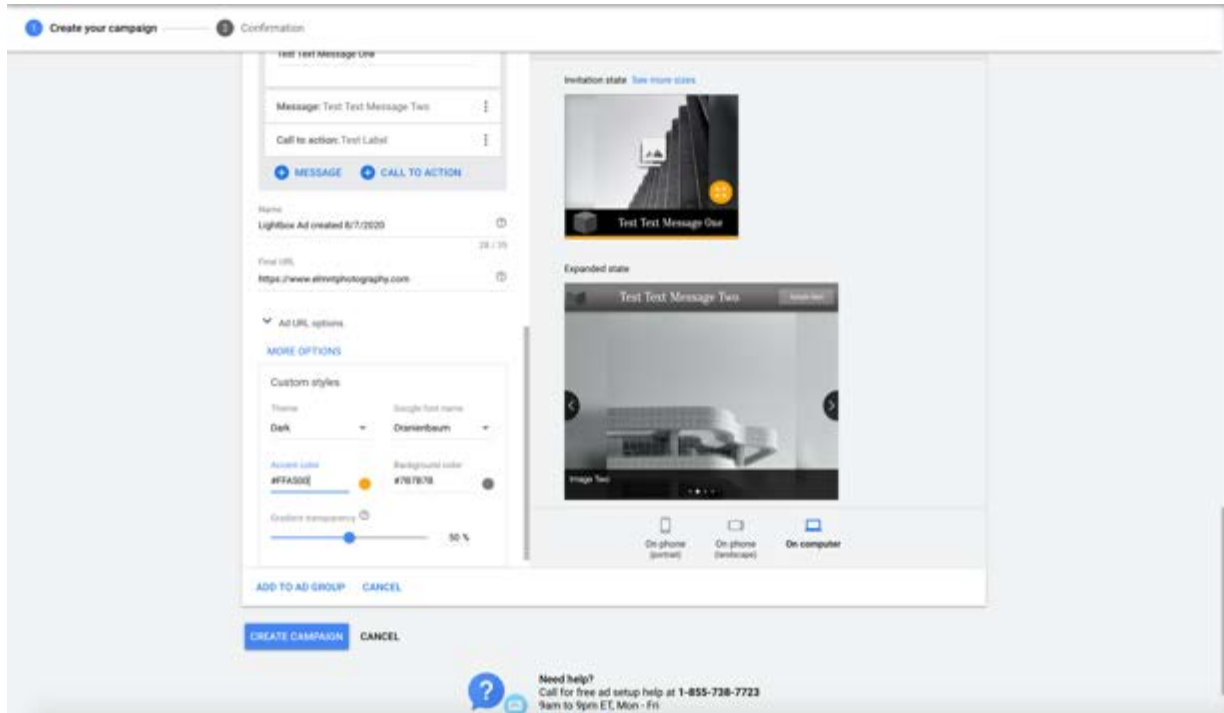 1 Create your campaign
2 Confirmation
Test Text Message One
Message: Test Text Message Two
Call to action: Test Label
MESSAGE
CALL TO ACTION
Name
Lightbox Ad created 8/7/2020
28 / 35
Final URL
Ad URL options
MORE OPTIONS
Custom styles
Theme
Google font name
Dark
Oranienbaum
Accent color
Background color
#FFA500
#7B7B7B
Gradient transparency
50 %
ADD TO AD GROUP
CANCEL
CREATE CAMPAIGN
CANCEL
Invitation state See more sizes
Test Text Message One
Expanded state
Test Text Message Two
Image Two
On phone
(portrait)
On phone
(landscape)
On computer
Need help?
Call for free ad setup help at 1-855-738-7723
9am to 9pm ET, Mon - Fri